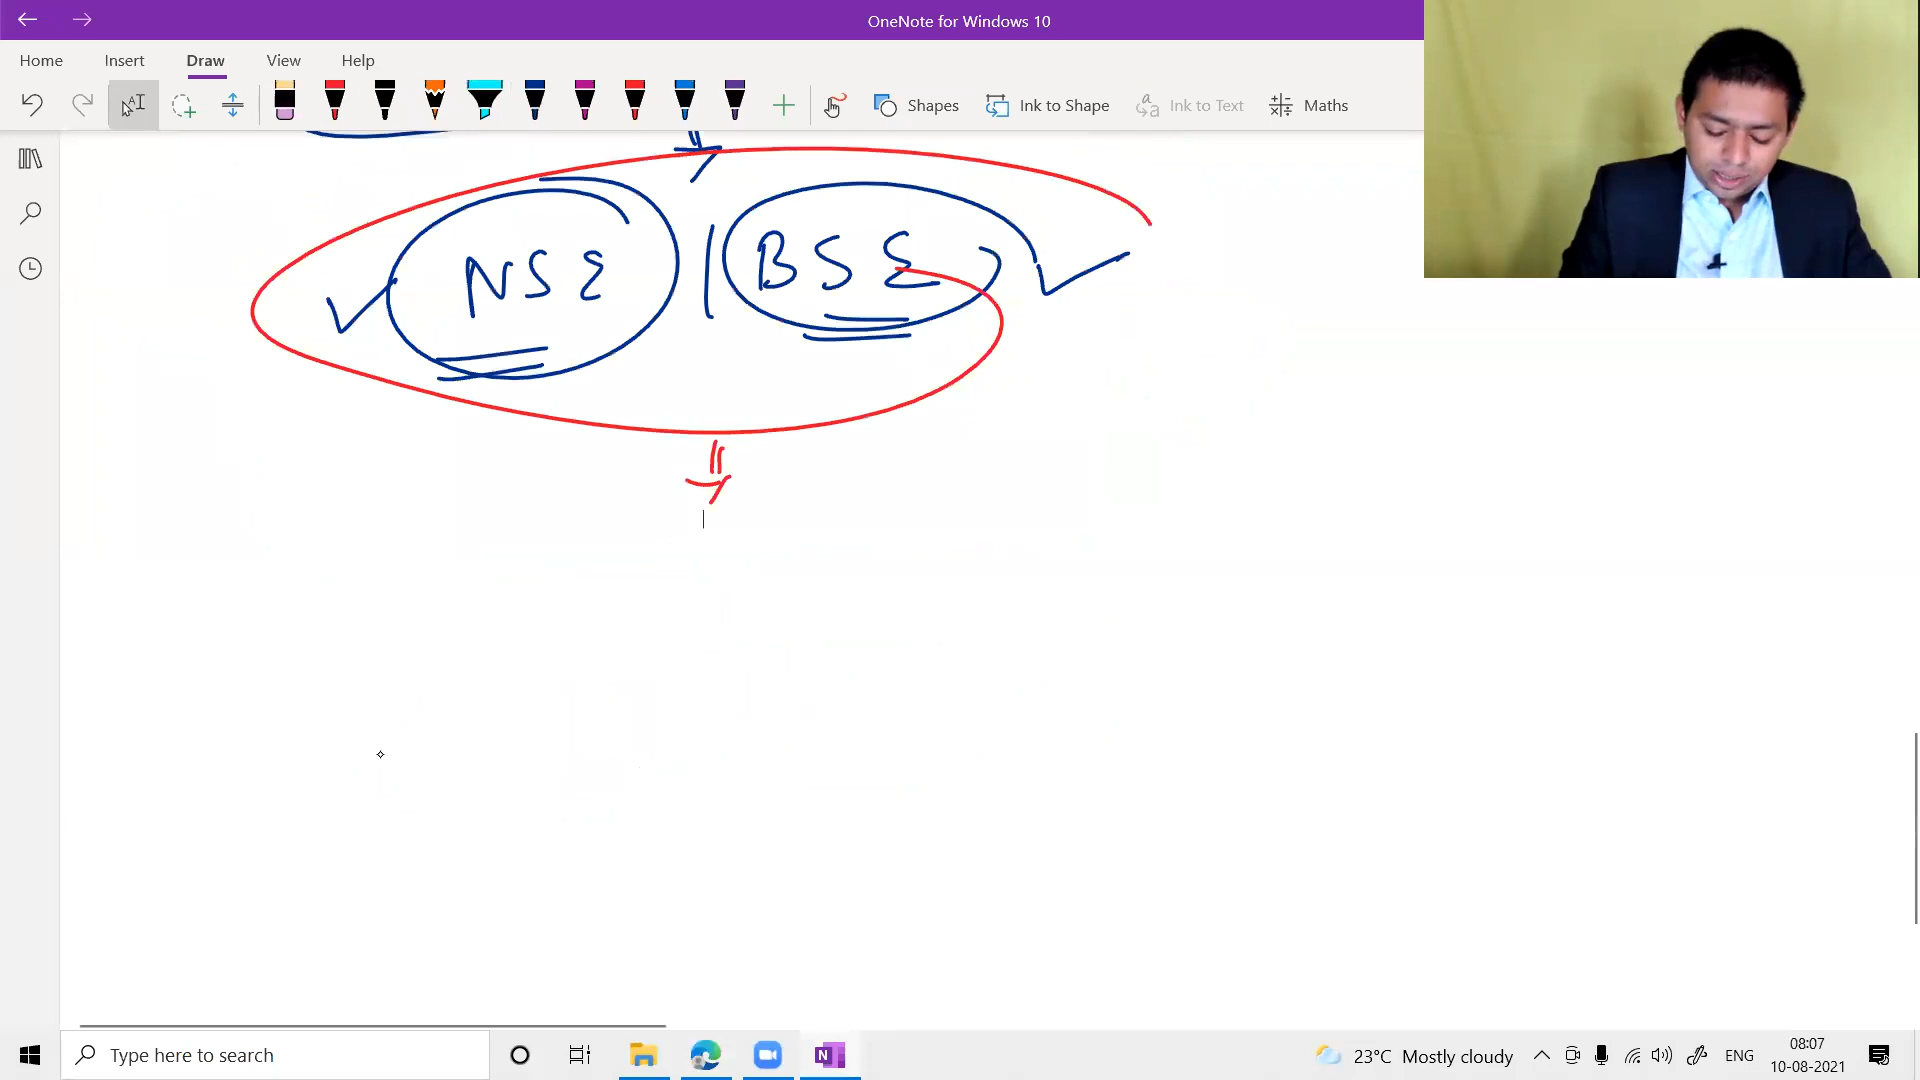 OneNote for Windows 10
Home Insert Draw View Help
Shapes Ink to Shape Ink to Text Maths
NSE | BSE
Type here to search
23°C Mostly cloudy ENG 08:07
10-08-2021